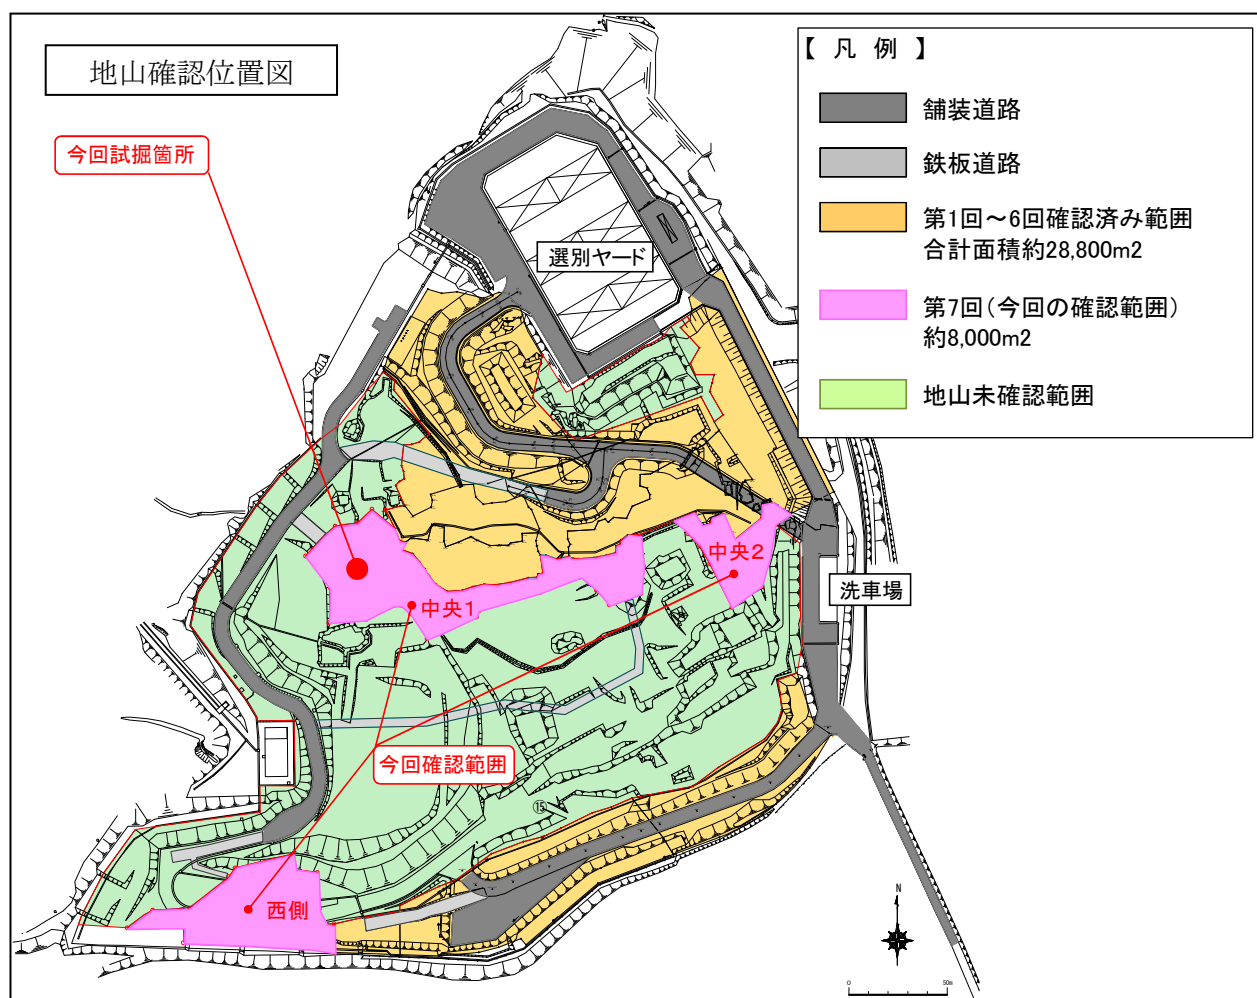 地山確認位置図
【 凡 例 】
舗装道路
鉄板道路
第1回～6回確認済み範囲
合計面積約28,800m2
第7回(今回の確認範囲)
約8,000m2
地山未確認範囲
今回試掘箇所
選別ヤード
中央2
洗車場
中央1
今回確認範囲
⑮
西側
N
0
50m